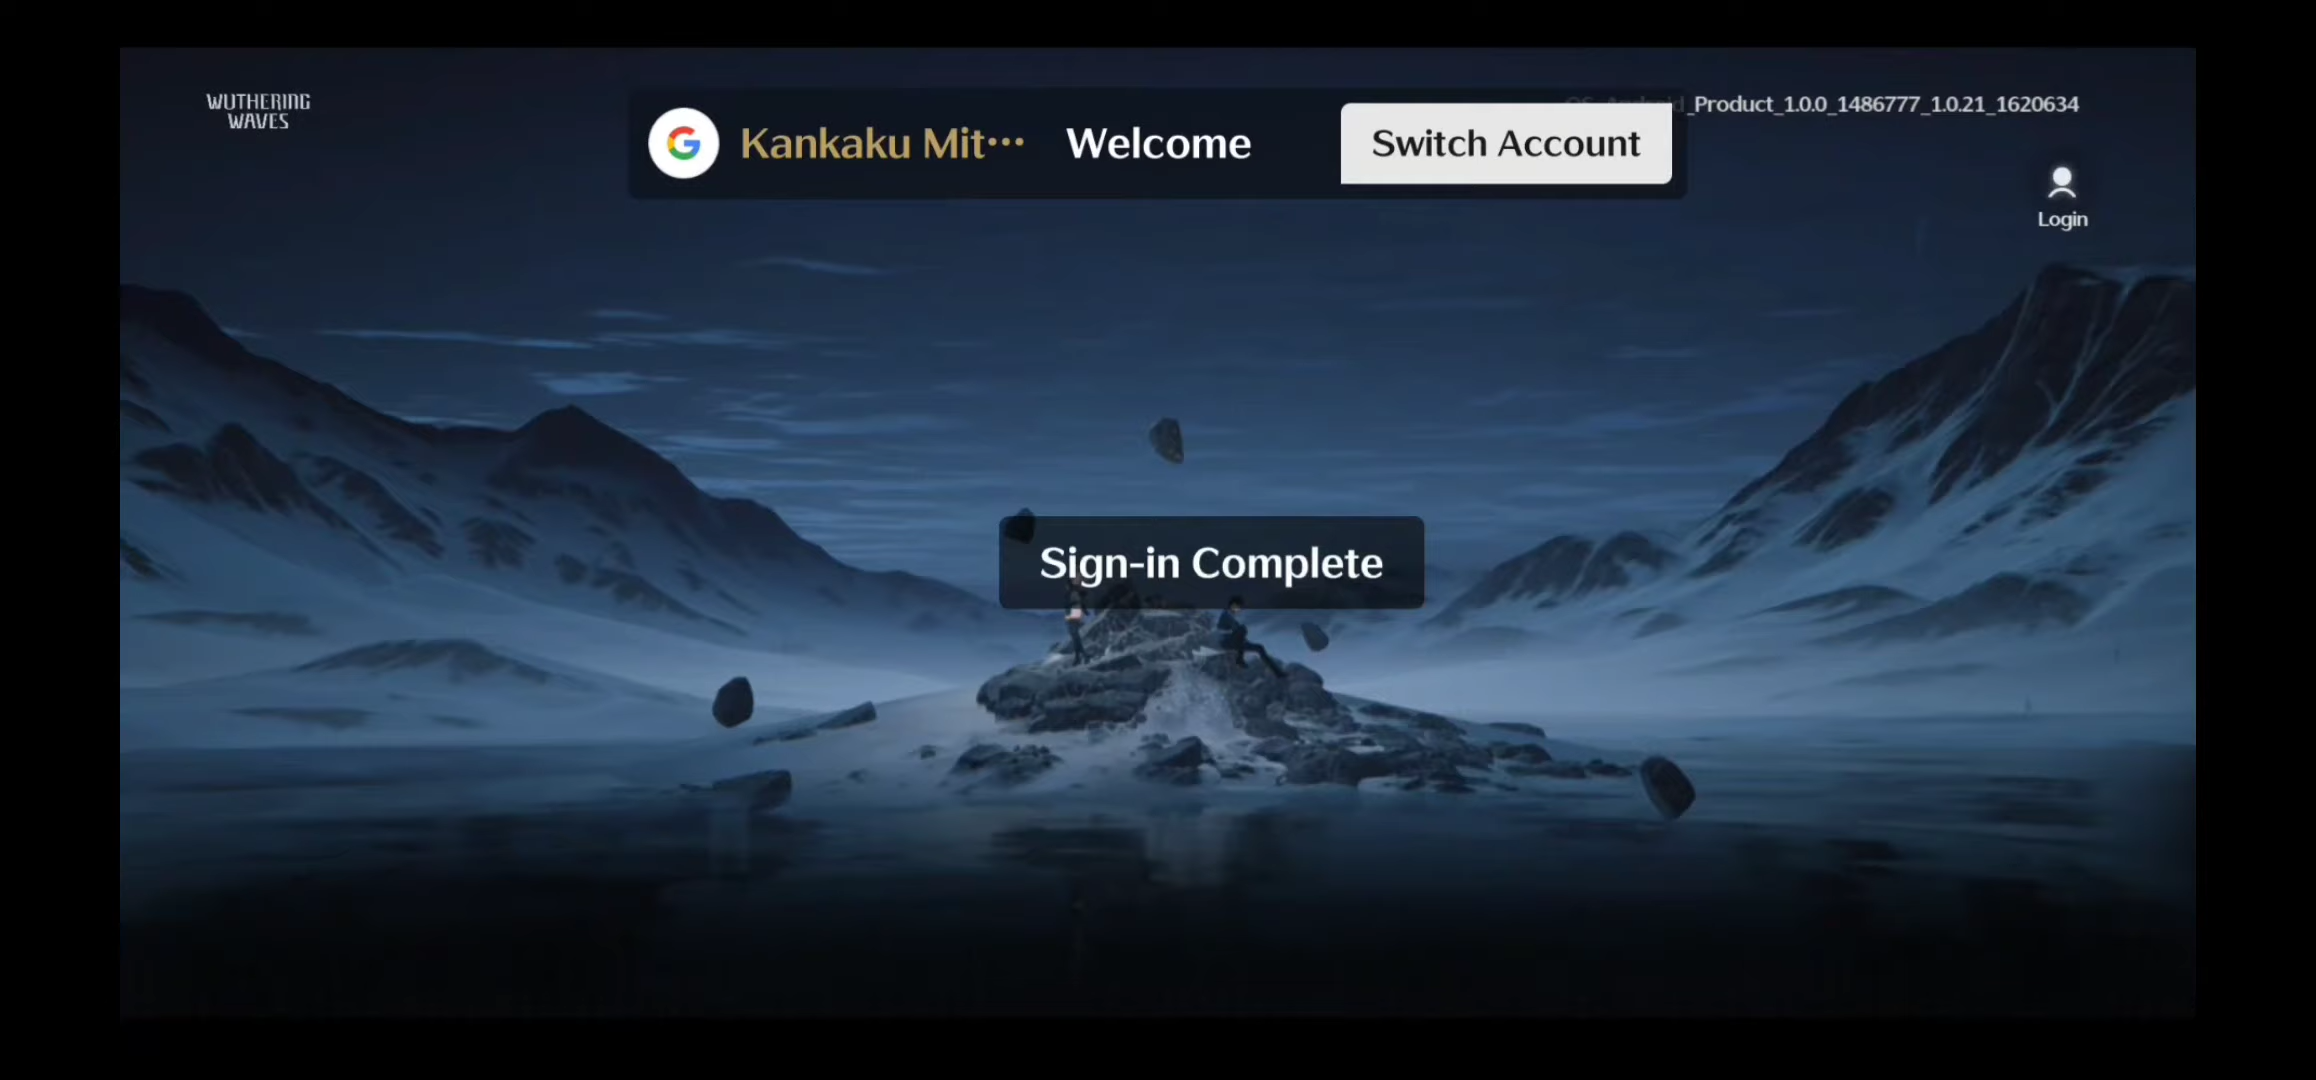 WUTHERING
WAVES
Kankaku Mit··· Welcome
Switch Account
_Product_1.0.0_1486777_1.0.21_1620634
Login
Sign-in Complete